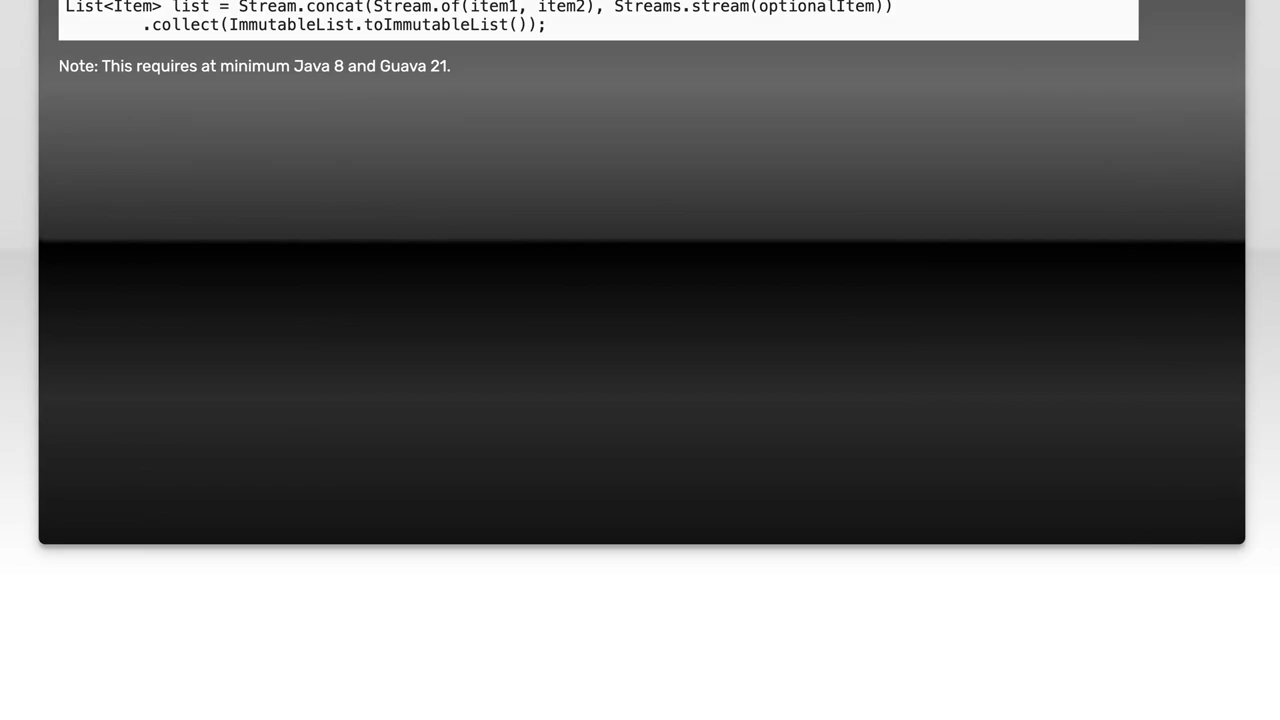 List<Item> list = Stream.concat(Stream.of(item1, item2), Streams.stream(optionalItem))
        .collect(ImmutableList.toImmutableList());
Note: This requires at minimum Java 8 and Guava 21.